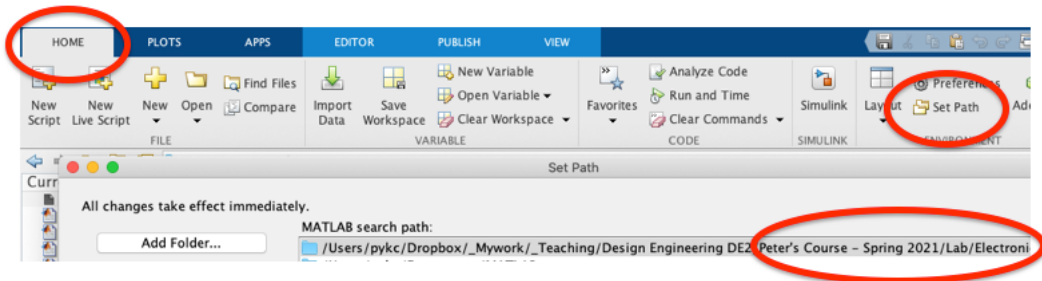 HOME PLOTS APPS EDITOR PUBLISH VIEW
Find Files New Variable Analyze Code Preferences
New New New Open Compare Import Save Open Variable Favorites Run and Time Simulink Layout Set Path
Script Live Script Data Workspace Clear Workspace Clear Commands
FILE VARIABLE CODE SIMULINK ENVIRONMENT
Set Path
Curr
All changes take effect immediately.
MATLAB search path:
Add Folder...
/Users/pykc/Dropbox/_Mywork/_Teaching/Design Engineering Peter's Course - Spring 2021/Lab/Electroni